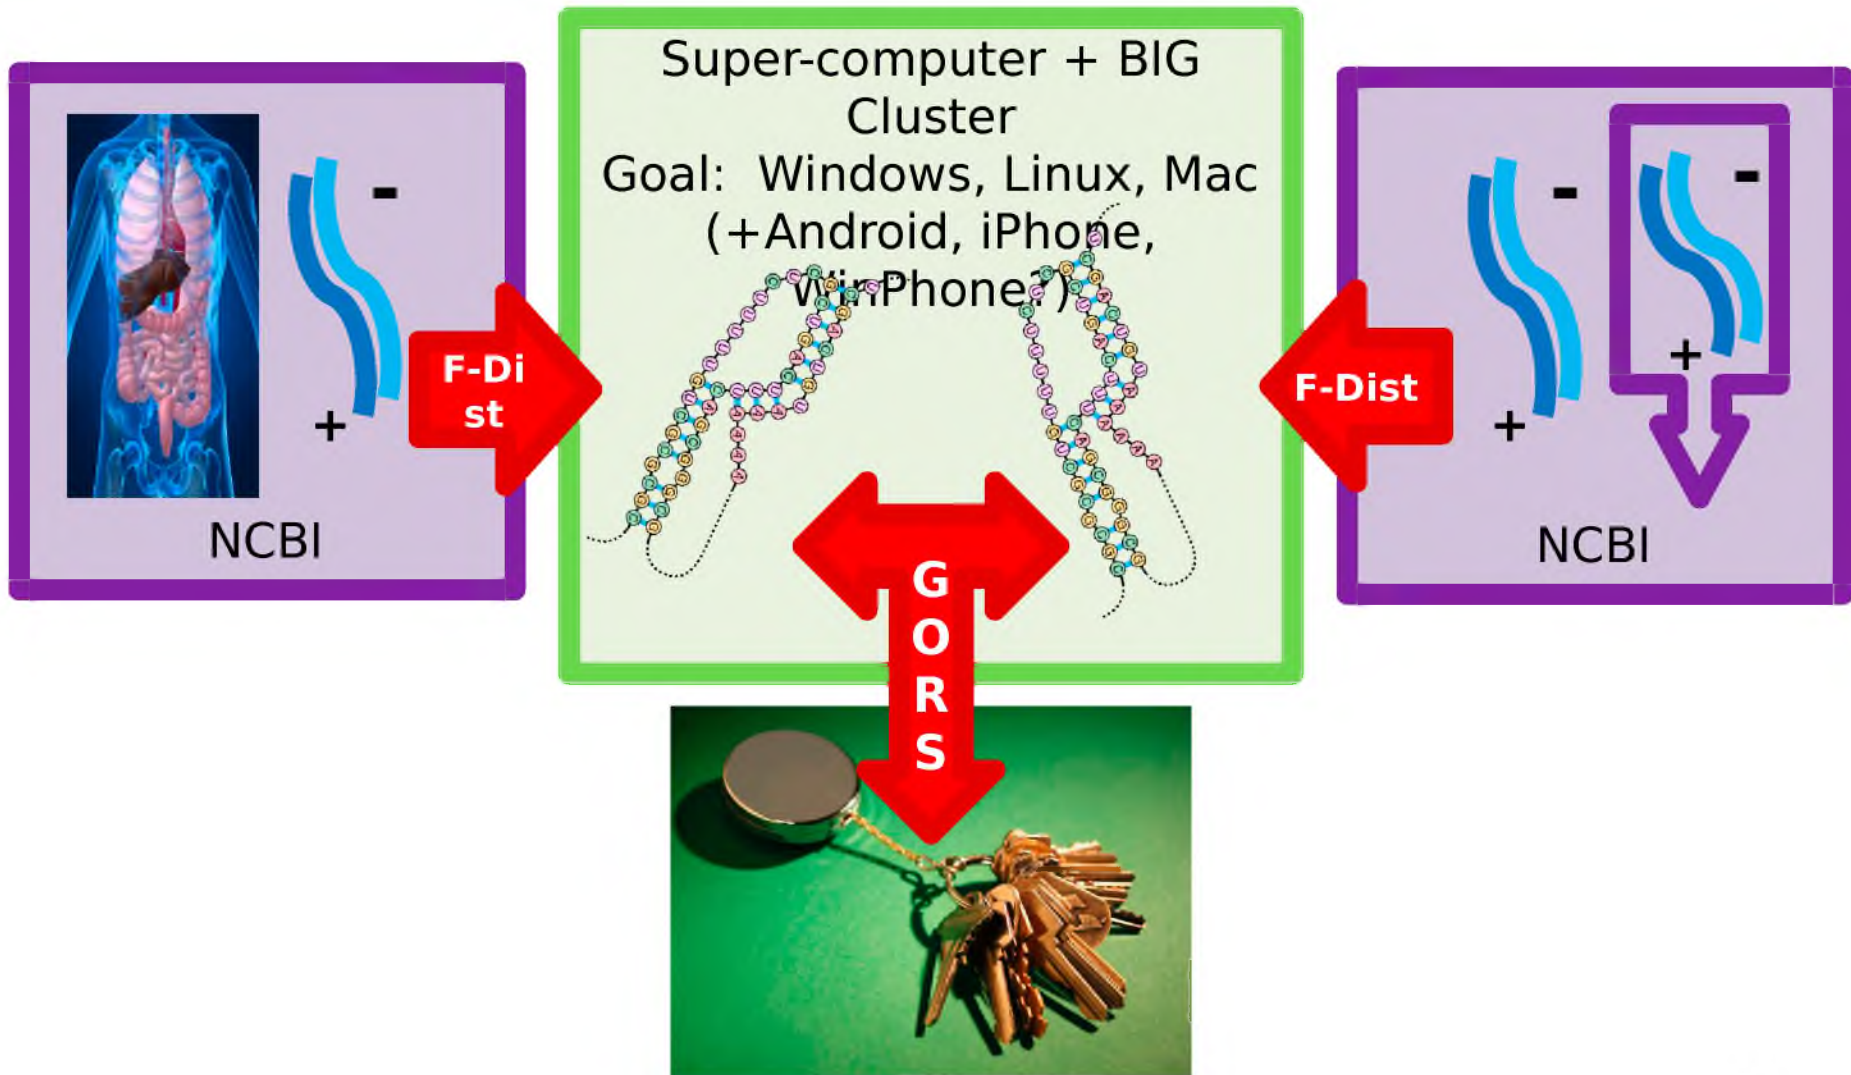 Super-computer + BIG
Cluster
Goal:  Windows, Linux, Mac
(+Android, iPhone,
WinPhone?)
-
+
F-Di
st
NCBI
F-Dist
-
+
-
+
NCBI
G
O
R
S